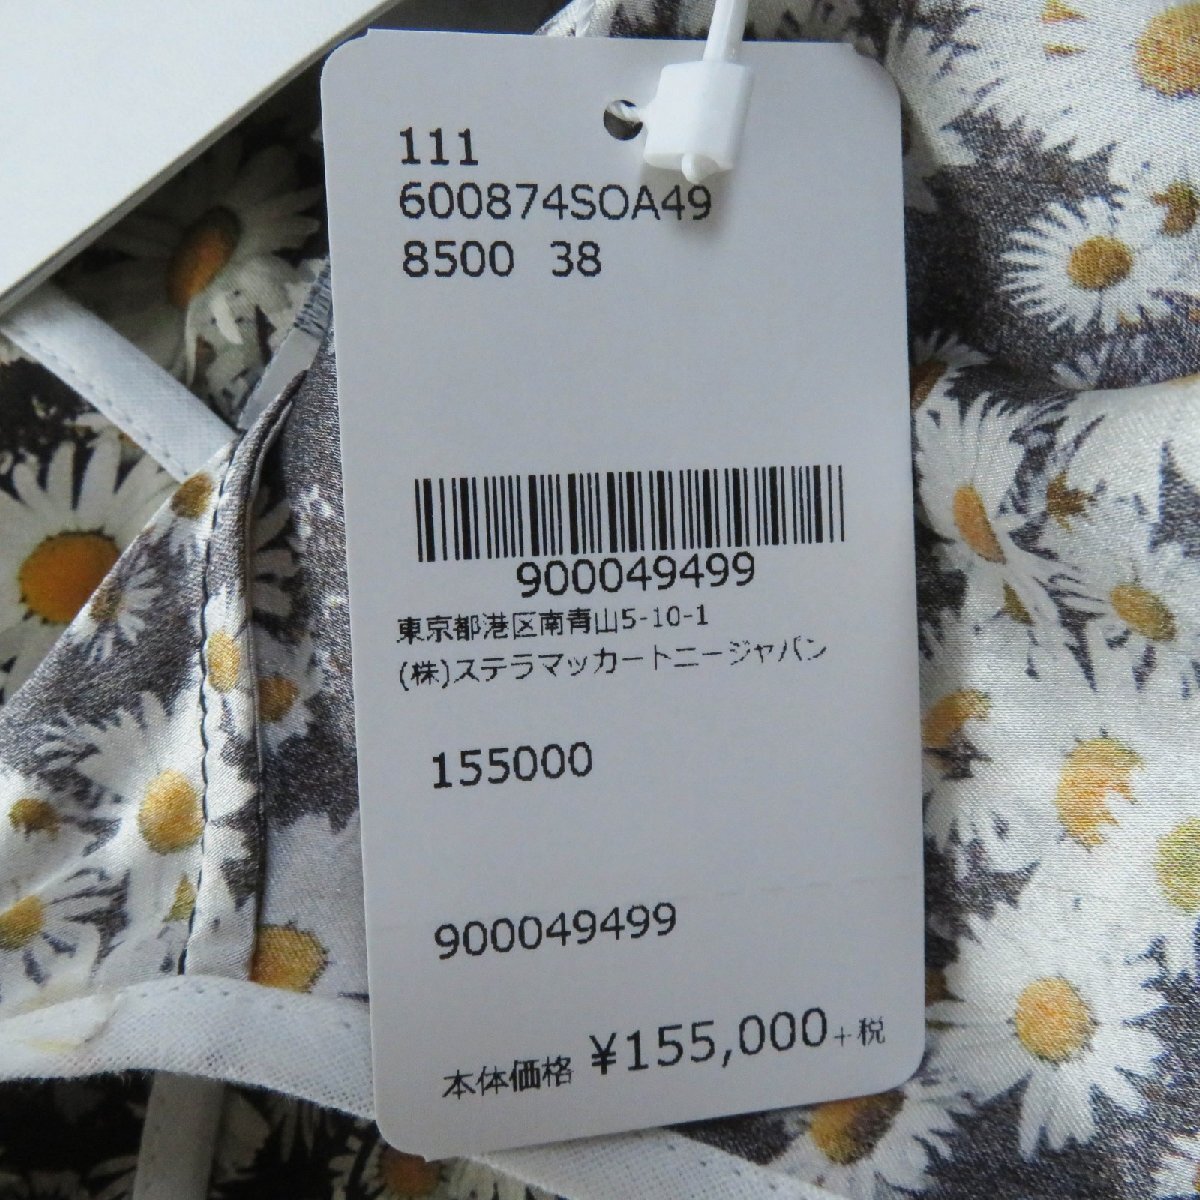 111
600874SOA49
8500 38
900049499
東京都港区南青山5-10-1
(株)ステラマッカートニージャパン
155000
900049499
本体価格 ¥155,000+税